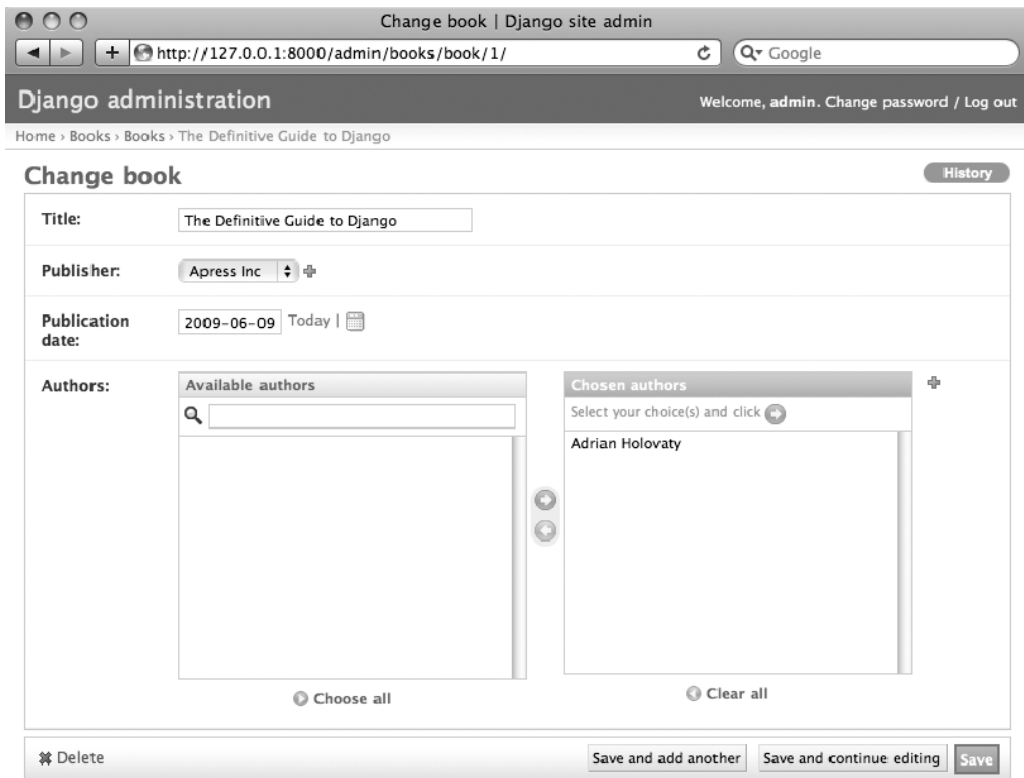 Change book | Django site admin
http://127.0.0.1:8000/admin/books/book/1/
Google
Django administration
Welcome, admin. Change password / Log out
Home › Books › Books › The Definitive Guide to Django
Change book
History
Title:
The Definitive Guide to Django
Publisher:
Apress Inc
Publication
date:
2009-06-09 Today |
Authors:
Available authors
Chosen authors
Select your choice(s) and click
Adrian Holovaty
Choose all
Clear all
Delete
Save and add another
Save and continue editing
Save